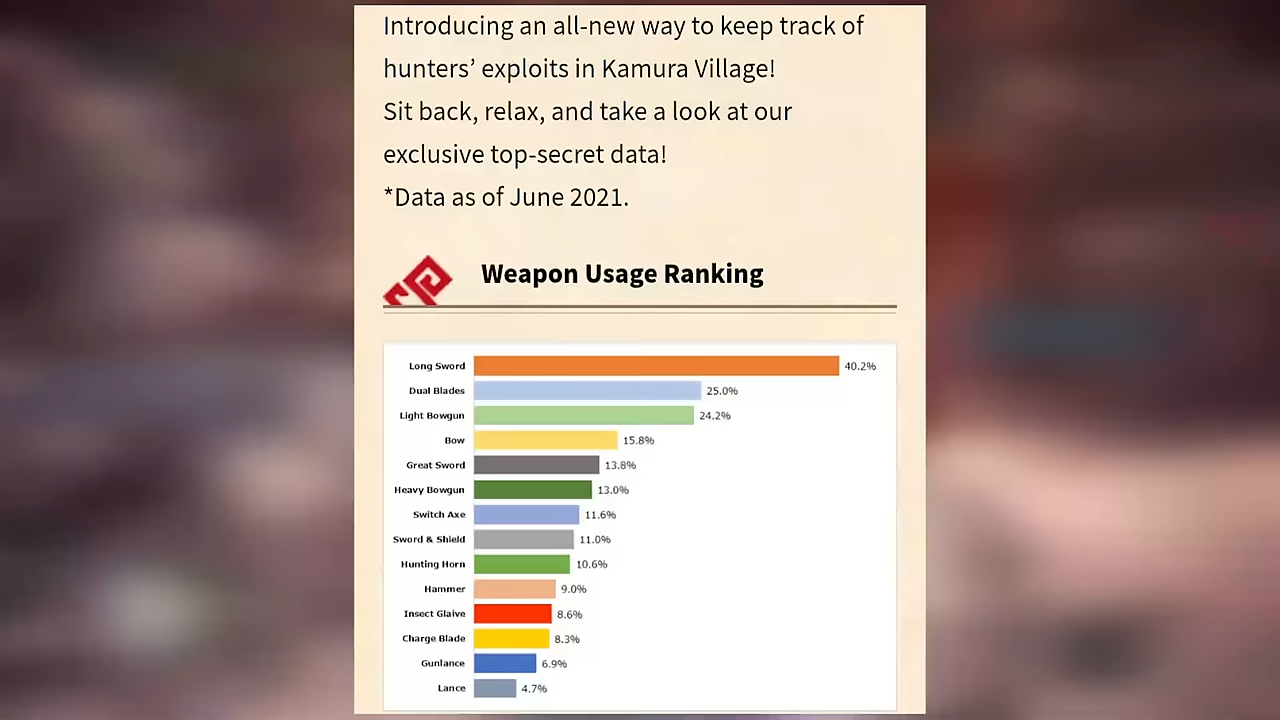 Introducing an all-new way to keep track of
hunters’ exploits in Kamura Village!
Sit back, relax, and take a look at our
exclusive top-secret data!
*Data as of June 2021.
Weapon Usage Ranking
Long Sword 40.2%
Dual Blades 25.0%
Light Bowgun 24.2%
Bow 15.8%
Great Sword 13.8%
Heavy Bowgun 13.0%
Switch Axe 11.6%
Sword & Shield 11.0%
Hunting Horn 10.6%
Hammer 9.0%
Insect Glaive 8.6%
Charge Blade 8.3%
Gunlance 6.9%
Lance 4.7%